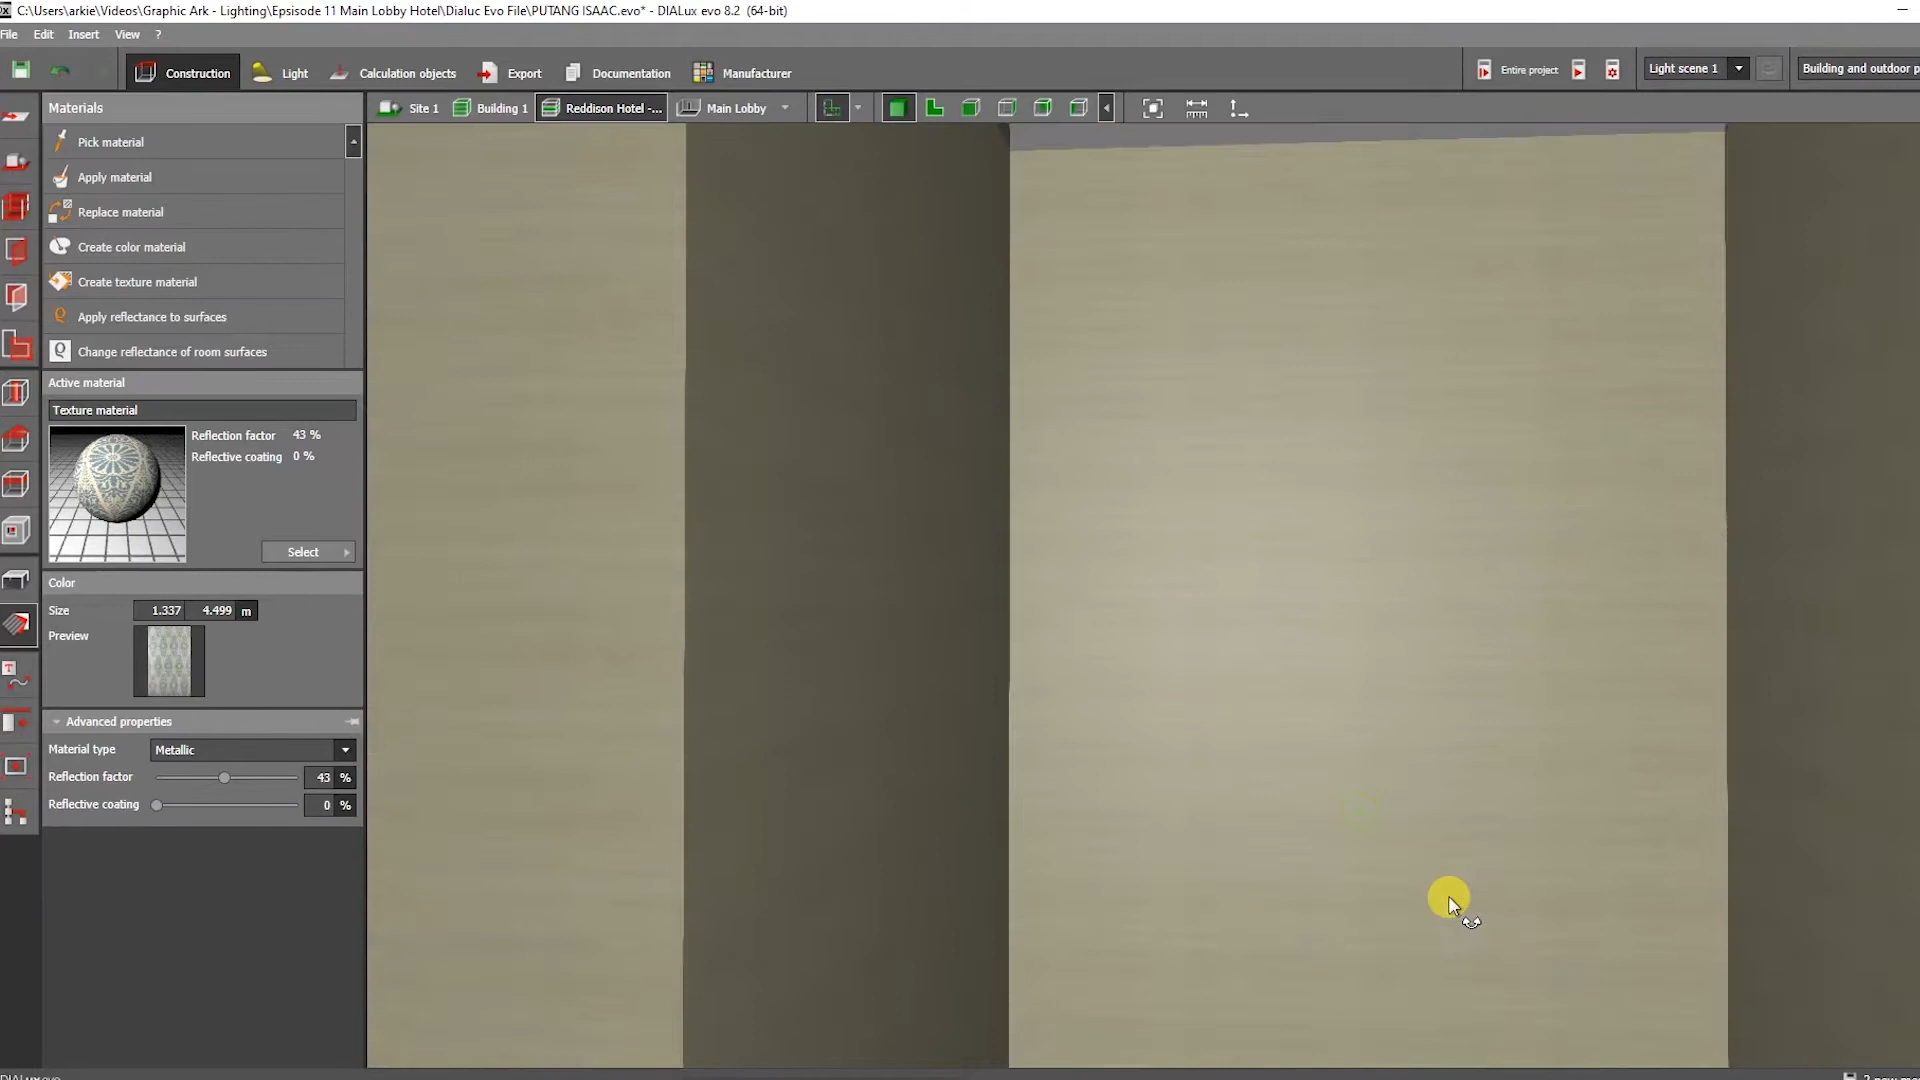 C:\Users\arkie\Videos\Graphic Ark - Lighting\Epsisode 11 Main Lobby Hotel\Dialuc Evo File\PUTANG ISAAC.evo* - DIALux evo 8.2 (64-bit)
File Edit Insert View ?
Construction Light Calculation objects Export Documentation Manufacturer Entire project Light scene 1 Building and outdoor p
Materials Site 1 Building 1 Reddison Hotel -... Main Lobby
Pick material
Apply material
Replace material
Create color material
Create texture material
Apply reflectance to surfaces
Change reflectance of room surfaces
Active material
Texture material
Reflection factor 43 %
Reflective coating 0 %
Select
Color
Size 1.337 4.499 m
Preview
Advanced properties
Material type Metallic
Reflection factor 43 %
Reflective coating 0 %